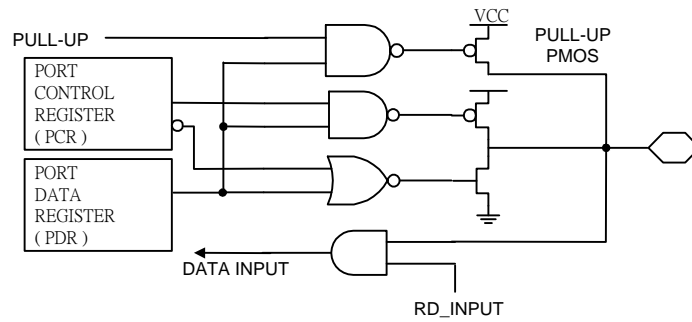 VCC
PULL-UP
PULL-UP
PMOS
PORT
CONTROL
REGISTER
( PCR )
PORT
DATA
REGISTER
( PDR )
DATA INPUT
RD_INPUT